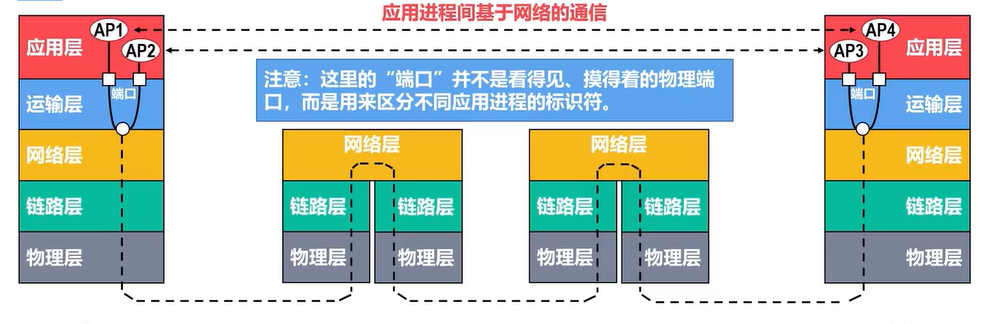 应用进程间基于网络的通信
AP1
AP2
应用层
端口
运输层
网络层
链路层
物理层
注意：这里的“端口”并不是看得见、摸得着的物理端
口，而是用来区分不同应用进程的标识符。
网络层
链路层 链路层
物理层 物理层
网络层
链路层 链路层
物理层 物理层
AP4
AP3
应用层
端口
运输层
网络层
链路层
物理层